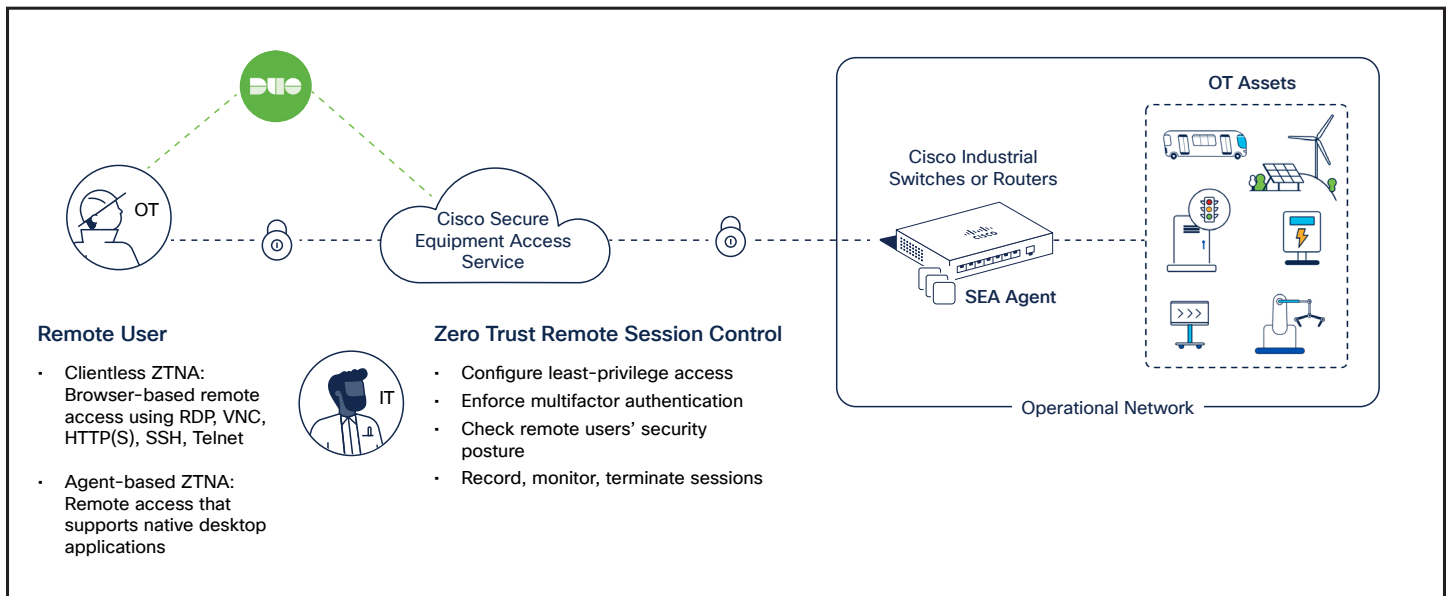 DUO
OT Assets
OT
Cisco Industrial
Switches or Routers
CISCO
Cisco Secure
Equipment Access
Service
SEA Agent
Remote User
· Clientless ZTNA:
Browser-based remote
access using RDP, VNC,
HTTP(S), SSH, Telnet
· Agent-based ZTNA:
Remote access that
supports native desktop
applications
IT
Zero Trust Remote Session Control
· Configure least-privilege access
· Enforce multifactor authentication
· Check remote users' security
posture
· Record, monitor, terminate sessions
Operational Network